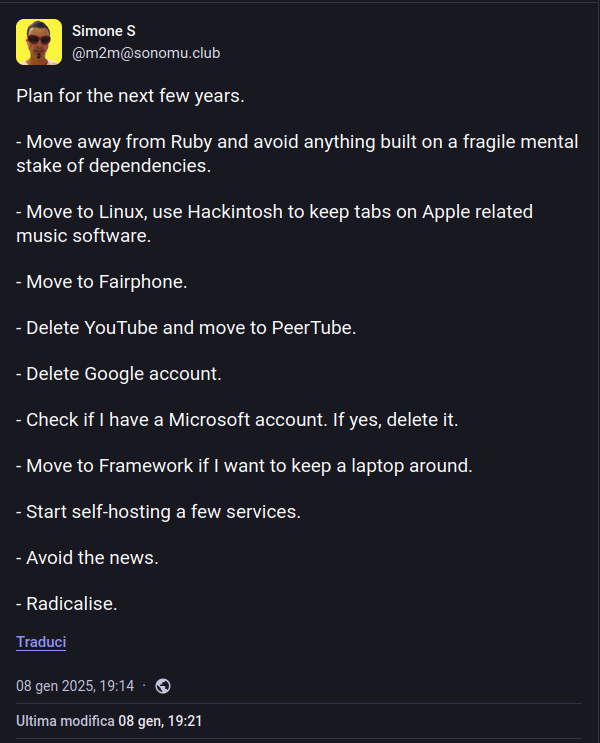 Simone S
@m2m@sonomu.club
Plan for the next few years.
- Move away from Ruby and avoid anything built on a fragile mental
stake of dependencies.
- Move to Linux, use Hackintosh to keep tabs on Apple related
music software.
- Move to Fairphone.
- Delete YouTube and move to PeerTube.
- Delete Google account.
- Check if I have a Microsoft account. If yes, delete it.
- Move to Framework if I want to keep a laptop around.
- Start self-hosting a few services.
- Avoid the news.
- Radicalise.
Traduci
08 gen 2025, 19:14 ·
Ultima modifica 08 gen, 19:21